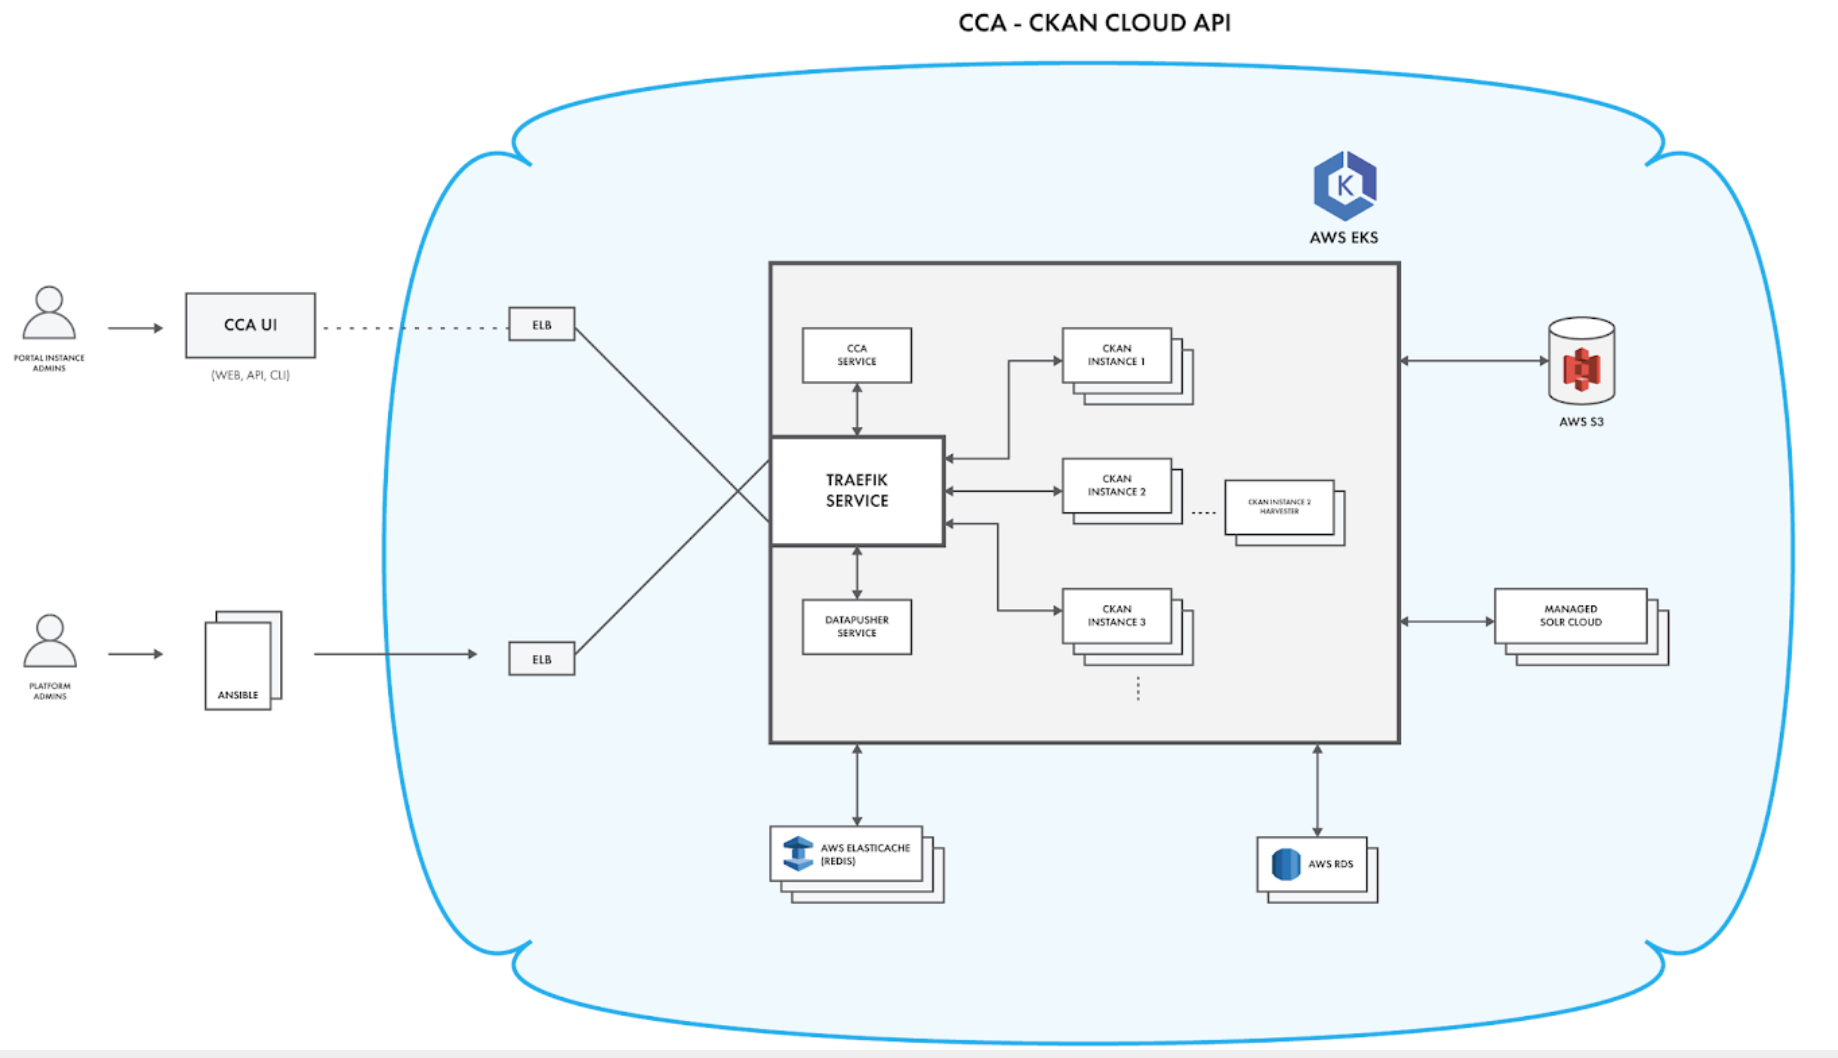 CCA - CKAN CLOUD API
K
AWS EKS
PORTAL INSTANCE
ADMINS
CCA UI
(WEB, API, CLI)
ELB
CCA
SERVICE
CKAN
INSTANCE 1
AWS S3
TRAEFIK
SERVICE
CKAN
INSTANCE 2
CKAN INSTANCE 2
HARVESTER
PLATFORM
ADMINS
ANSIBLE
ELB
DATAPUSHER
SERVICE
CKAN
INSTANCE 3
MANAGED
SOLR CLOUD
AWS ELASTICACHE
(REDIS)
AWS RDS